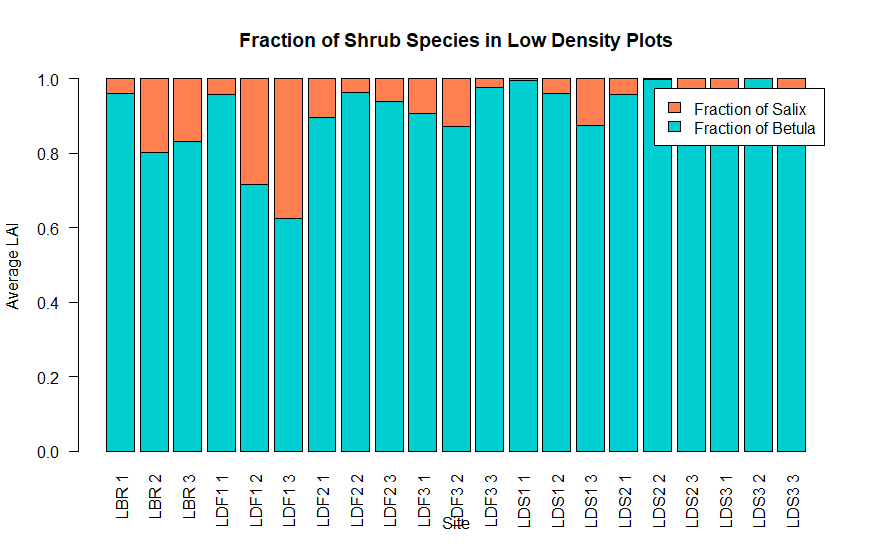 Fraction of Shrub Species in Low Density Plots
1.0
0.8
0.6
0.4
0.2
0.0
Average LAI
Fraction of Salix
Fraction of Betula
LBR 1
LBR 2
LBR 3
LDF1 1
LDF1 2
LDF1 3
LDF2 1
LDF2 2
LDF2 3
LDF3 1
LDF3 2
LDF3 3
LDS1 1
LDS1 2
LDS1 3
LDS2 1
LDS2 2
LDS2 3
LDS3 1
LDS3 2
LDS3 3
Site